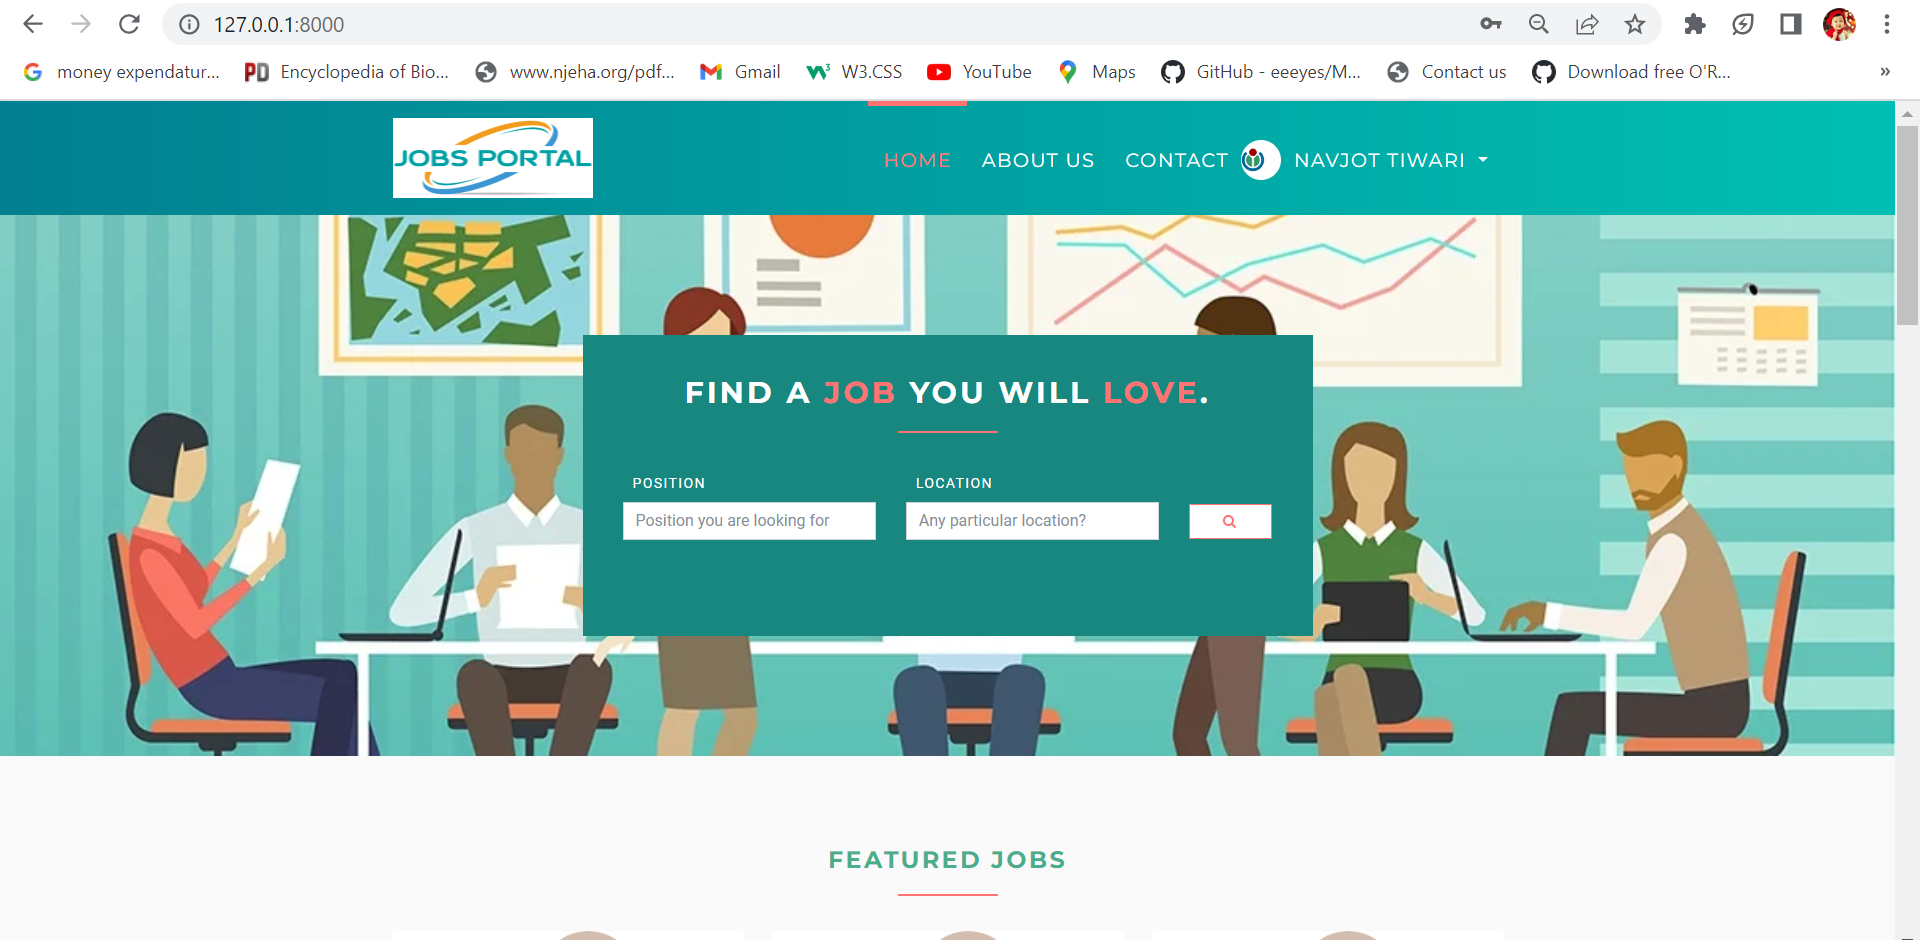 127.0.0.1:8000
money expendatur... Encyclopedia of Bio... www.njeha.org/pdf... Gmail W3.CSS YouTube Maps GitHub - eeeyes/M... Contact us Download free O'R... »
JOBS PORTAL HOME ABOUT US CONTACT NAVJOT TIWARI
FIND A JOB YOU WILL LOVE.
POSITION LOCATION
Position you are looking for Any particular location?
FEATURED JOBS